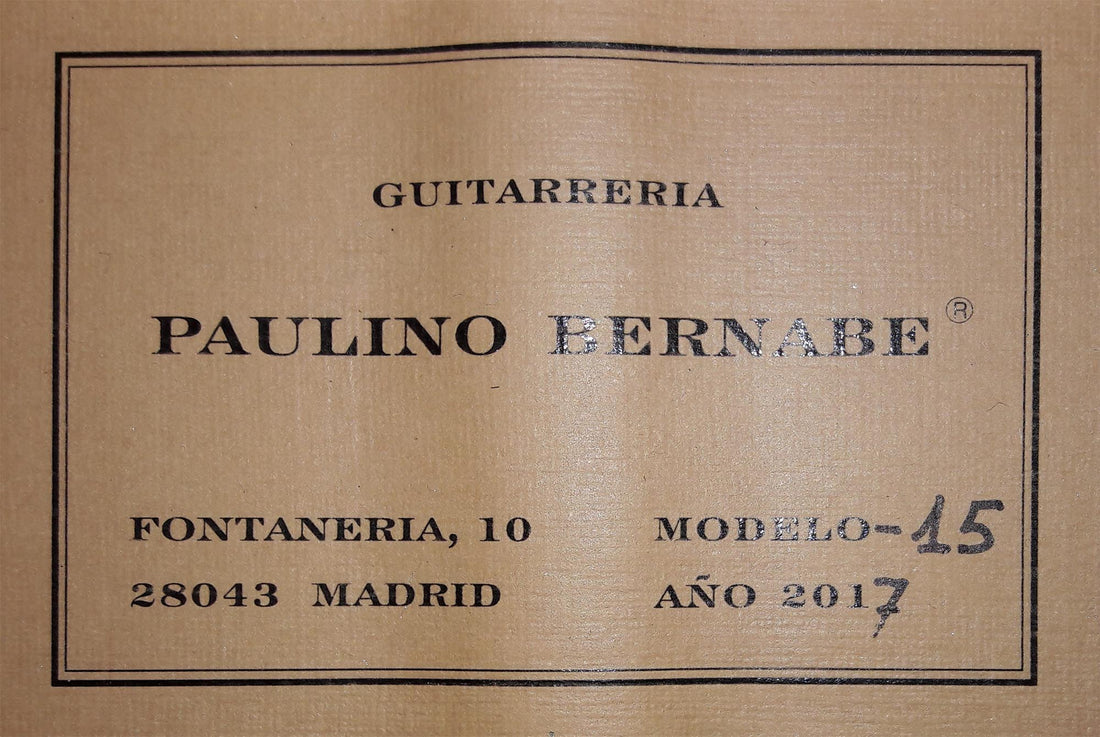 GUITARRERIA
PAULINO BERNABE ®
FONTANERIA, 10
28043 MADRID
MODELO-15
AÑO 2017